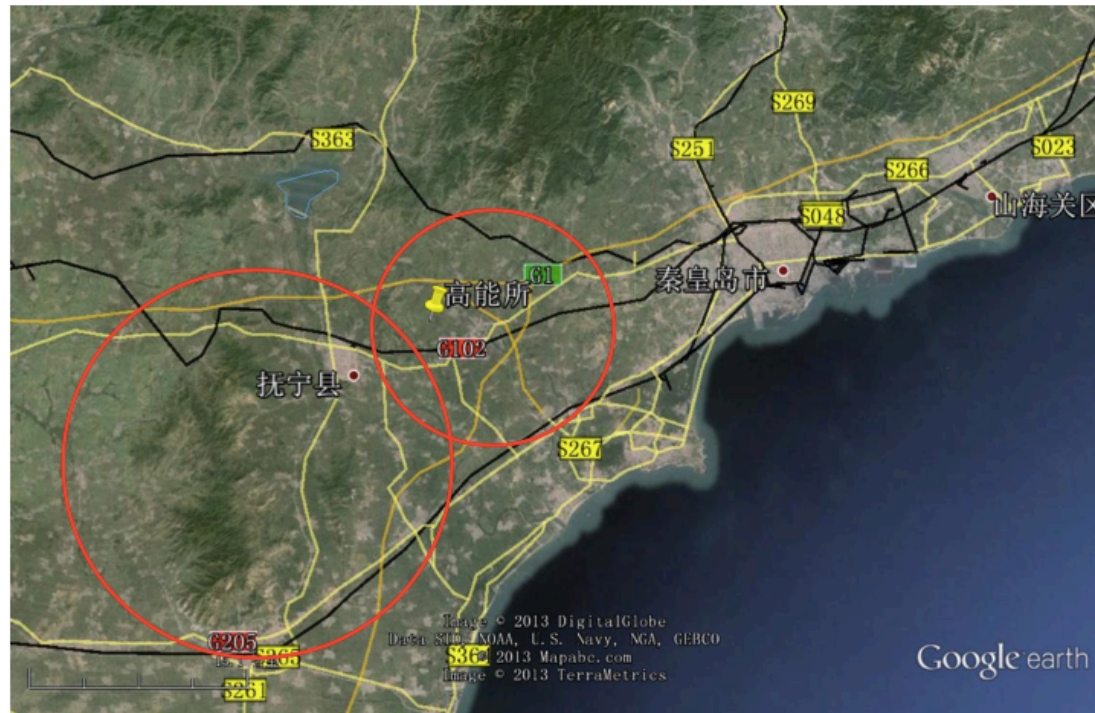 S269
S363
S251
S023
S266
山海关区
S048
G1
秦皇岛市
高能所
G102
抚宁县
S267
Image © 2013 DigitalGlobe
Data SIO, NOAA, U.S. Navy, NGA, GEBCO
G205
© 2013 Mapabc.com
Image © 2013 TerraMetrics
Google earth
S261